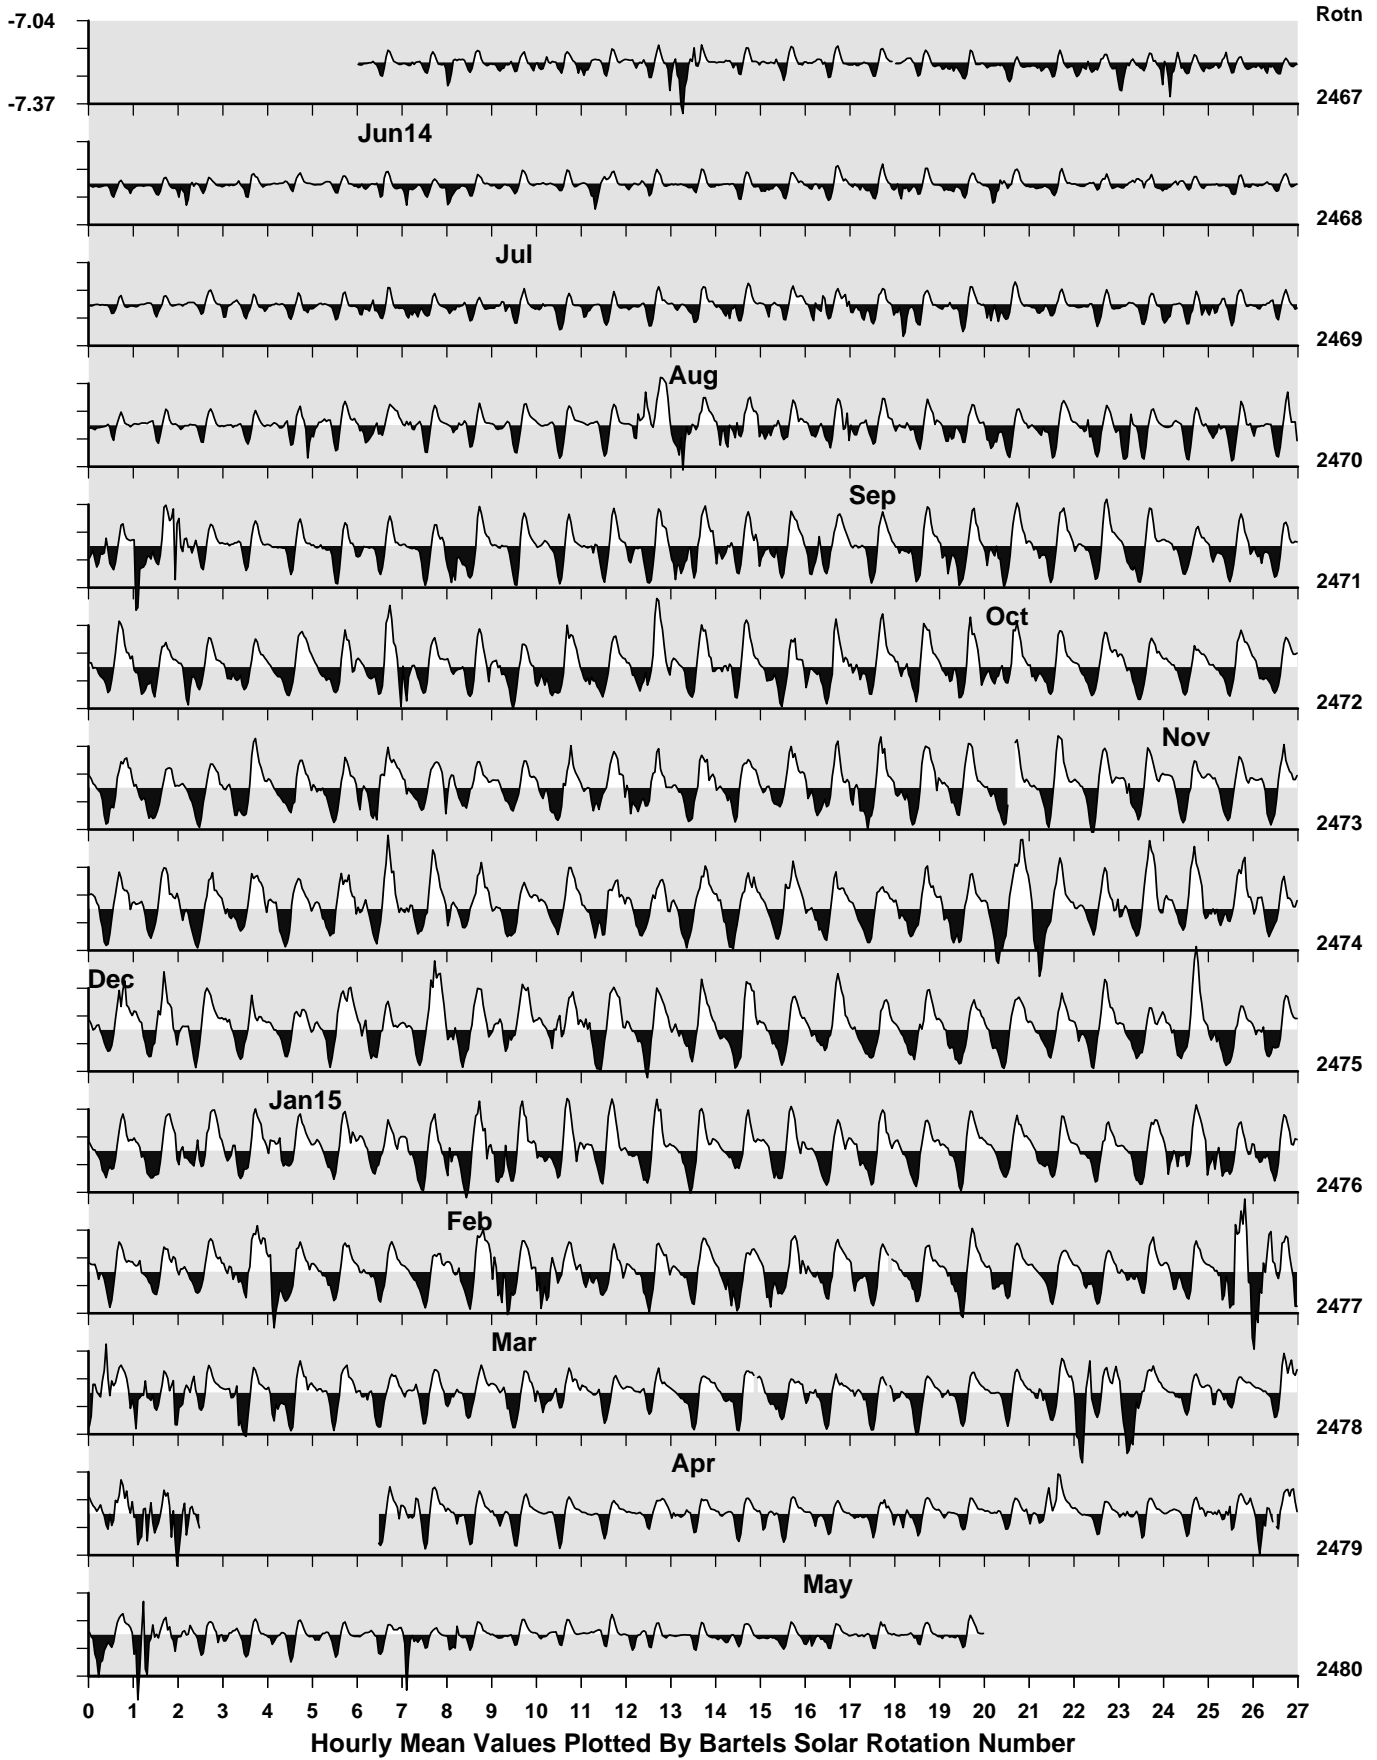 -7.04
Rotn
-7.37
2467
Jun14
2468
Jul
2469
Aug
2470
Sep
2471
Oct
2472
Nov
2473
2474
Dec
2475
Jan15
2476
Feb
2477
Mar
2478
Apr
2479
May
2480
0 1 2 3 4 5 6 7 8 9 10 11 12 13 14 15 16 17 18 19 20 21 22 23 24 25 26 27
Hourly Mean Values Plotted By Bartels Solar Rotation Number